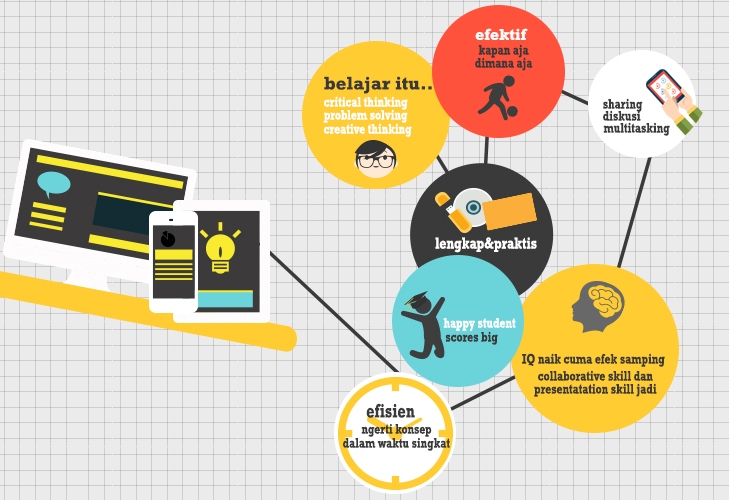 belajar itu..
critical thinking
problem solving
creative thinking
efektif
kapan aja
dimana aja
sharing
diskusi
multitasking
lengkap&praktis
happy student
scores big
IQ naik cuma efek samping
collaborative skill dan
presentatation skill jadi
efisien
ngerti konsep
dalam waktu singkat